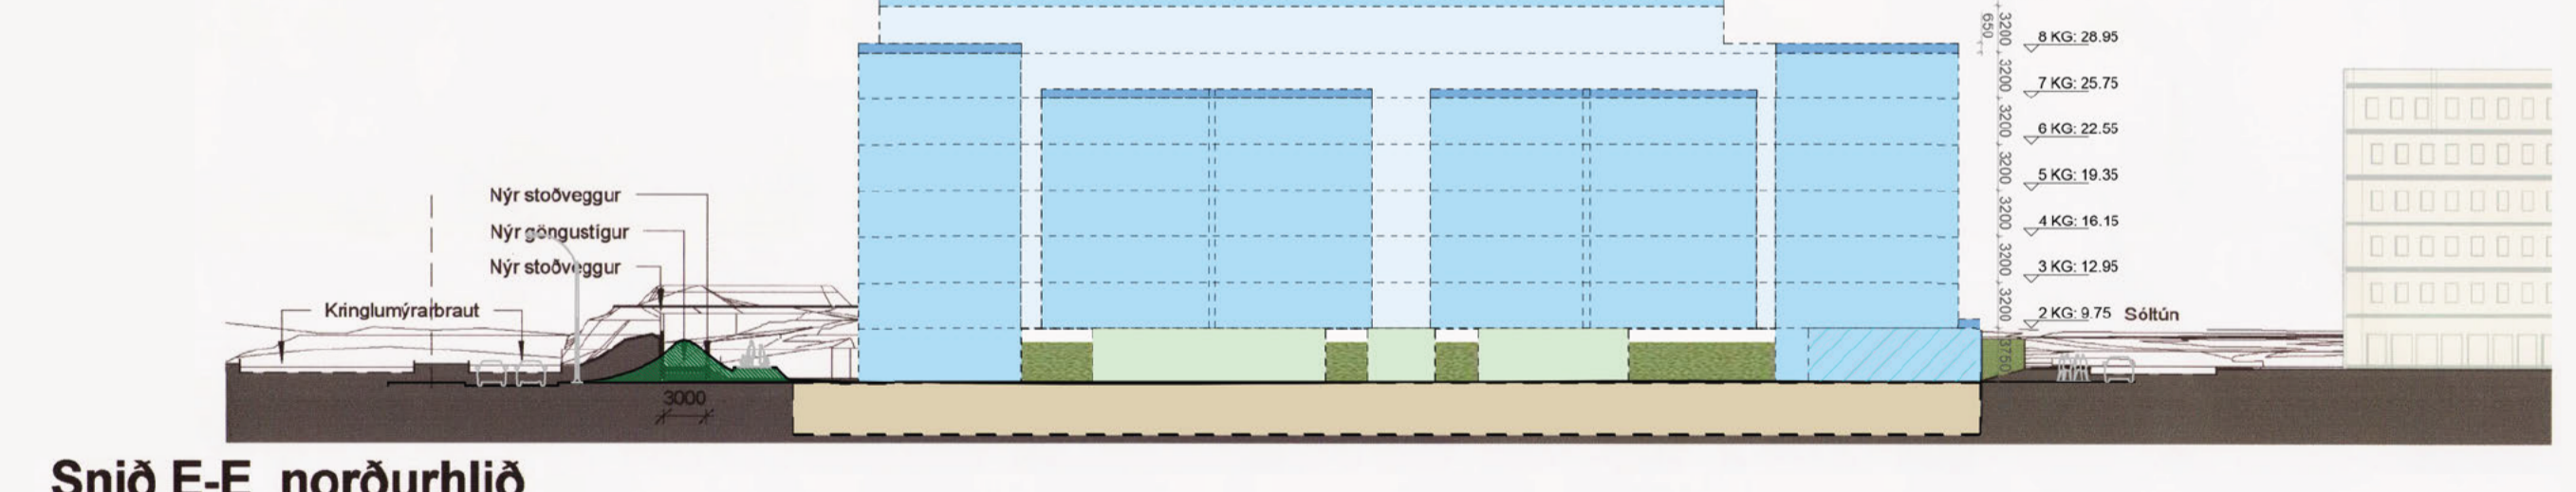 650
3200
8 KG: 28.95
3200
7 KG: 25.75
3200
6 KG: 22.55
3200
5 KG: 19.35
3200
4 KG: 16.15
3200
3 KG: 12.95
3200
2 KG: 9.75 Sóltún
3750
Nýr stoðveggur
Nýr göngustígur
Nýr stoðveggur
Kringlumýrarbraut
3000
Snið E-E norðurhlið